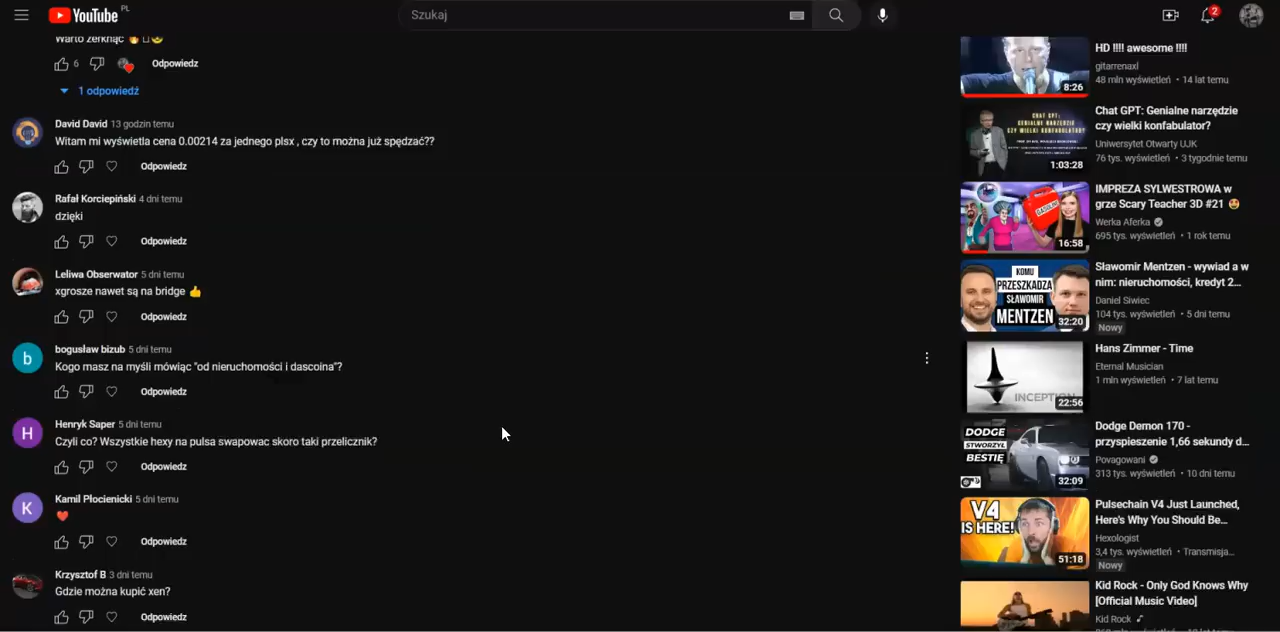 YouTube PL
Szukaj
2
Warto zerknąć
6
Odpowiedz
1 odpowiedź
David David 13 godzin temu
Witam mi wyświetla cena 0.00214 za jednego plsx , czy to można już spędzać??
Odpowiedz
Rafał Korciepiński 4 dni temu
dzięki
Odpowiedz
Leliwa Obserwator 5 dni temu
xgrosze nawet są na bridge 👍
Odpowiedz
b
bogusław bizub 5 dni temu
Kogo masz na myśli mówiąc "od nieruchomości i dascoina"?
Odpowiedz
H
Henryk Saper 5 dni temu
Czyli co? Wszystkie hexy na pulsa swapowac skoro taki przelicznik?
Odpowiedz
K
Kamil Płocienicki 5 dni temu
❤️
Odpowiedz
Krzysztof B 3 dni temu
Gdzie można kupić xen?
Odpowiedz
8:26
HD !!!! awesome !!!!
gitarrenaxl
48 mln wyświetleń • 14 lat temu
CHAT GPT:
GENIALNE NARZĘDZIE
CZY WIELKI KONFABULATOR?
1:03:28
Chat GPT: Genialne narzędzie
czy wielki konfabulator?
Uniwersytet Otwarty UJK
76 tys. wyświetleń • 3 tygodnie temu
GASOLINE
16:58
IMPREZA SYLWESTROWA w
grze Scary Teacher 3D #21 🤩
Werka Aferka
695 tys. wyświetleń • 1 rok temu
KOMU
PRZESZKADZA
SŁAWOMIR
MENTZEN
32:20
Sławomir Mentzen - wywiad a w
nim: nieruchomości, kredyt 2...
Daniel Siwiec
104 tys. wyświetleń • 5 dni temu
Nowy
INCEPTION
22:56
Hans Zimmer - Time
Eternal Musician
1 mln wyświetleń • 7 lat temu
DODGE
STWORZYŁ
BESTIĘ
32:09
Dodge Demon 170 -
przyspieszenie 1,66 sekundy d...
Povagowani
313 tys. wyświetleń • 10 dni temu
V4
IS HERE!
51:18
Pulsechain V4 Just Launched,
Here's Why You Should Be...
Hexologist
3,4 tys. wyświetleń • Transmisja...
Nowy
Kid Rock - Only God Knows Why
[Official Music Video]
Kid Rock